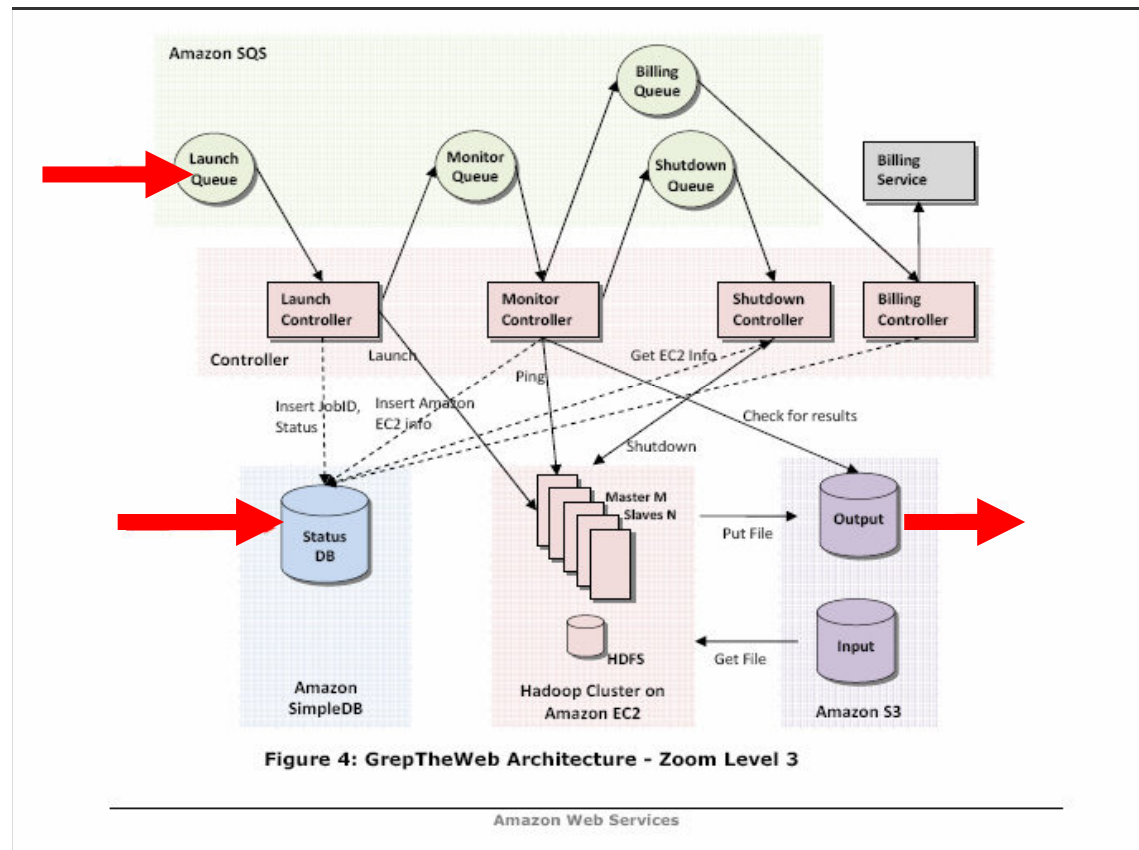 Amazon SQS
Billing
Queue
Launch
Queue
Monitor
Queue
Shutdown
Queue
Billing
Service
Launch
Controller
Monitor
Controller
Shutdown
Controller
Billing
Controller
Controller
Launch
Ping
Get EC2 Info
Insert JobID,
Status
Insert Amazon
EC2 info
Check for results
Shutdown
Status
DB
Master M
Slaves N
Put File
Output
HDFS
Get File
Input
Amazon
SimpleDB
Hadoop Cluster on
Amazon EC2
Amazon S3
Figure 4: GrepTheWeb Architecture - Zoom Level 3
Amazon Web Services